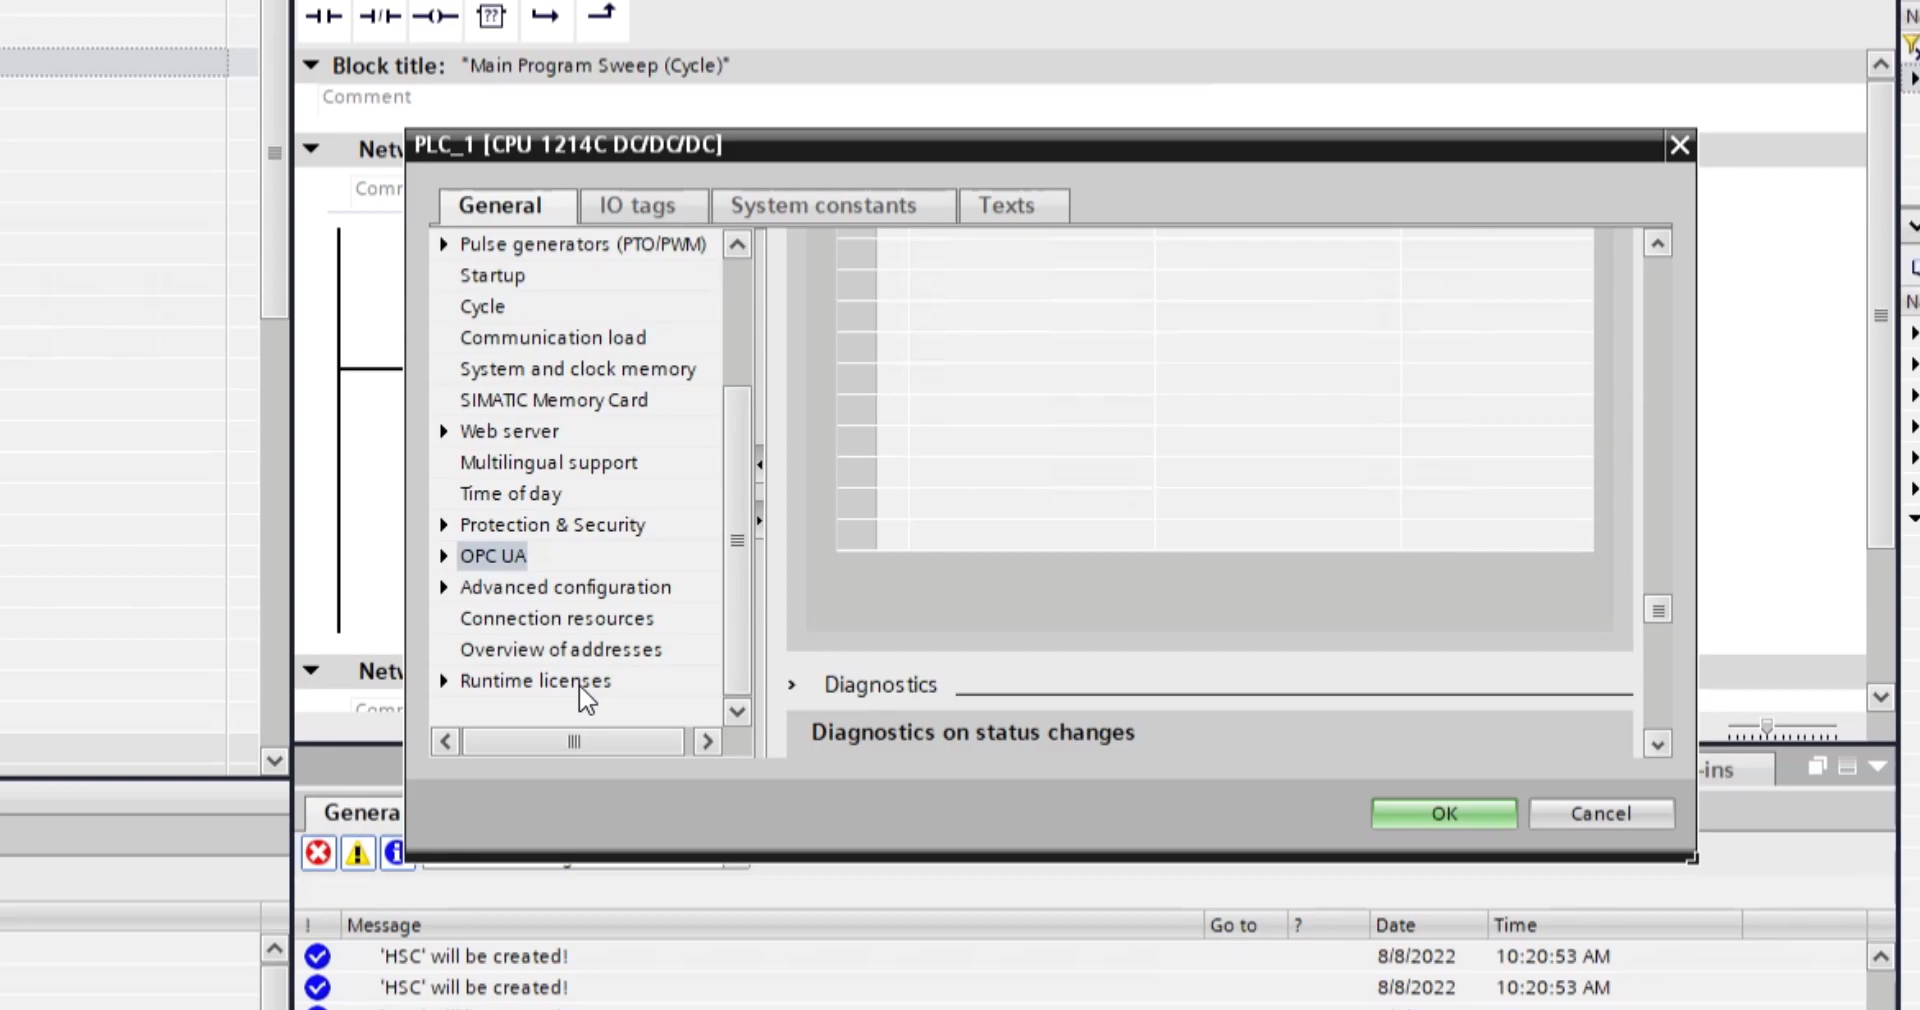 ??
Block title: "Main Program Sweep (Cycle)"
Comment
PLC_1 [CPU 1214C DC/DC/DC]
General IO tags System constants Texts
Pulse generators (PTO/PWM)
Startup
Cycle
Communication load
System and clock memory
SIMATIC Memory Card
Web server
Multilingual support
Time of day
Protection & Security
OPC UA
Advanced configuration
Connection resources
Overview of addresses
Runtime licenses
Diagnostics
Diagnostics on status changes
-ins
OK Cancel
Genera
! Message Go to ? Date Time
'HSC' will be created! 8/8/2022 10:20:53 AM
'HSC' will be created! 8/8/2022 10:20:53 AM